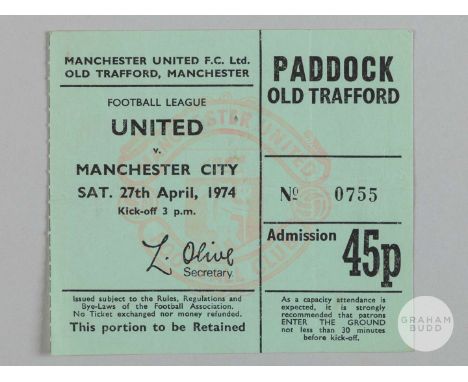 MANCHESTER UNITED F.C. Ltd.
OLD TRAFFORD, MANCHESTER
FOOTBALL LEAGUE
UNITED
v.
MANCHESTER CITY
SAT. 27th April, 1974
Kick-off 3 p.m.
L. Olive
Secretary.
Issued subject to the Rules, Regulations and
Bye-Laws of the Football Association.
No Ticket exchanged nor money refunded.
This portion to be Retained
PADDOCK
OLD TRAFFORD
No 0755
Admission 45p
As a capacity attendance is
expected, it is strongly
recommended that patrons
ENTER THE GROUND
not less than 30 minutes
before kick-off.
MANCHESTER UNITED
GRAHAM
BUDD